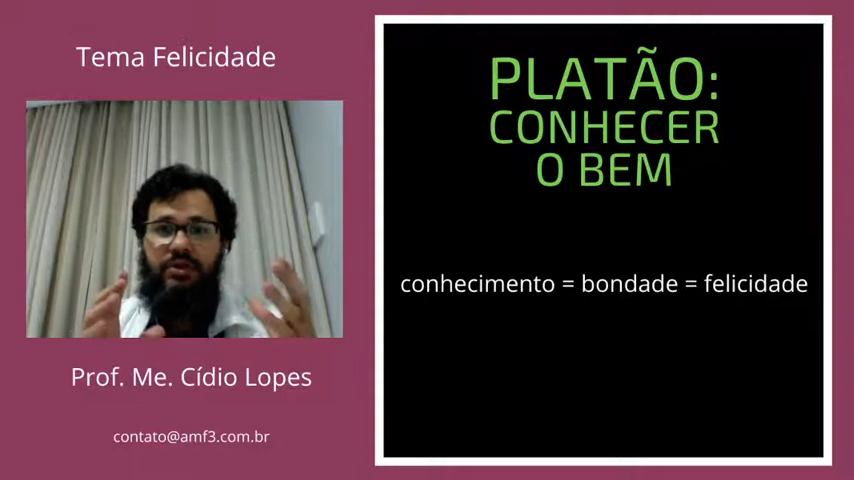 Tema Felicidade
Prof. Me. Cídio Lopes
contato@amf3.com.br
PLATÃO:
CONHECER
O BEM
conhecimento = bondade = felicidade